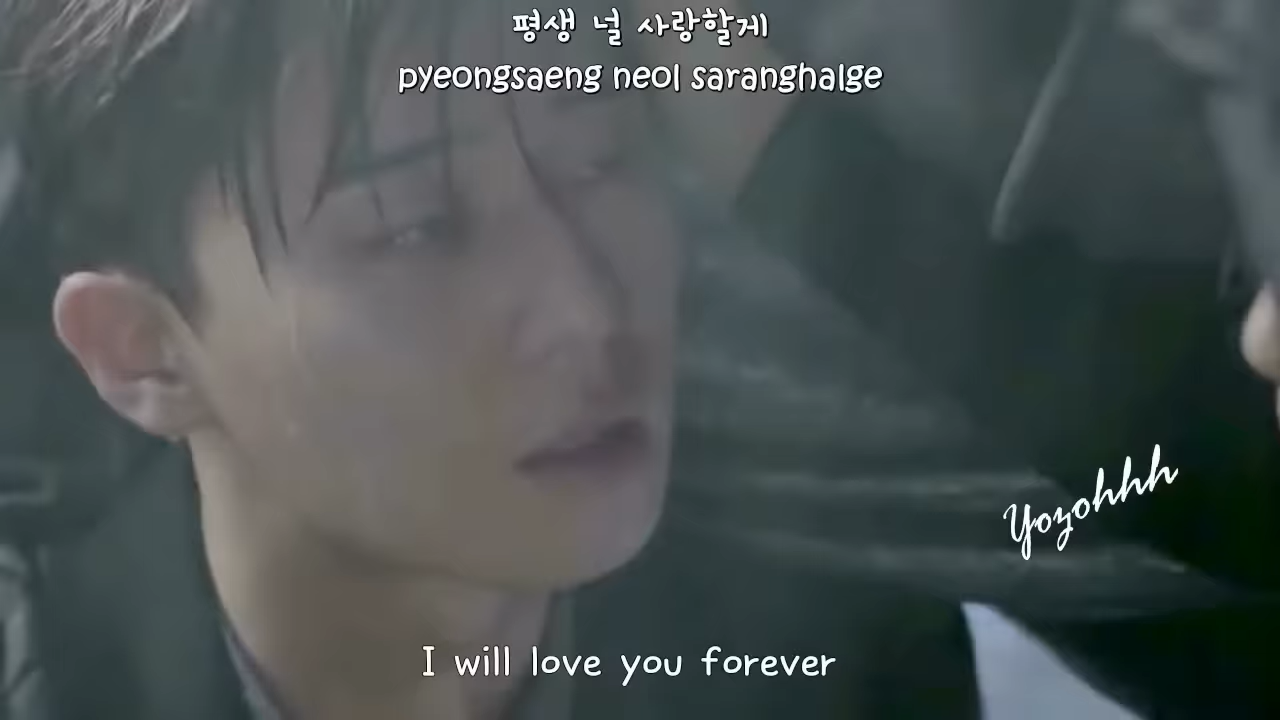 평생 널 사랑할게
pyeongsaeng neol saranghalge
Yozohhh
I will love you forever